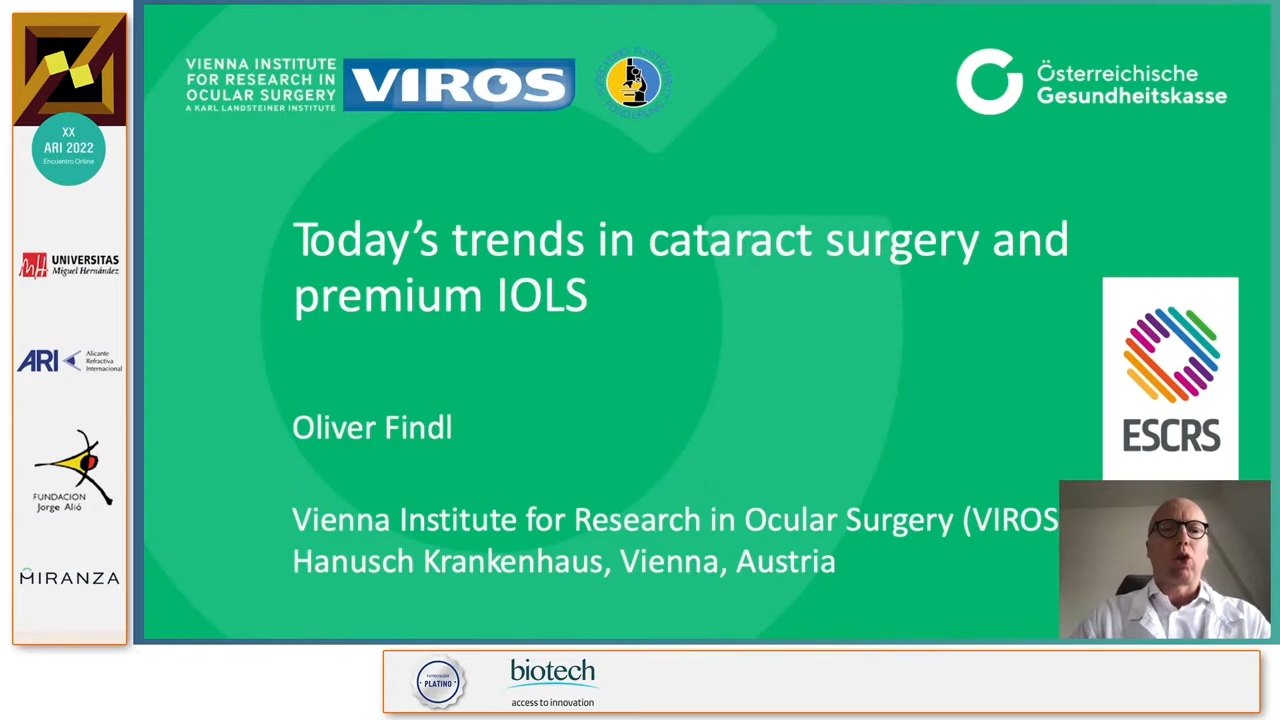 XX
ARI 2022
Encuentro Online
UNIVERSITAS
Miguel Hernández
ARI
Alicante
Refractiva
Internacional
FUNDACION
Jorge Alió
MIRANZA
VIENNA INSTITUTE
FOR RESEARCH IN
OCULAR SURGERY
A KARL LANDSTEINER INSTITUTE
VIROS
Österreichische
Gesundheitskasse
Today's trends in cataract surgery and
premium IOLS
ESCRS
Oliver Findl
Vienna Institute for Research in Ocular Surgery (VIROS
Hanusch Krankenhaus, Vienna, Austria
PATROCINADOR
PLATINO
biotech
access to innovation